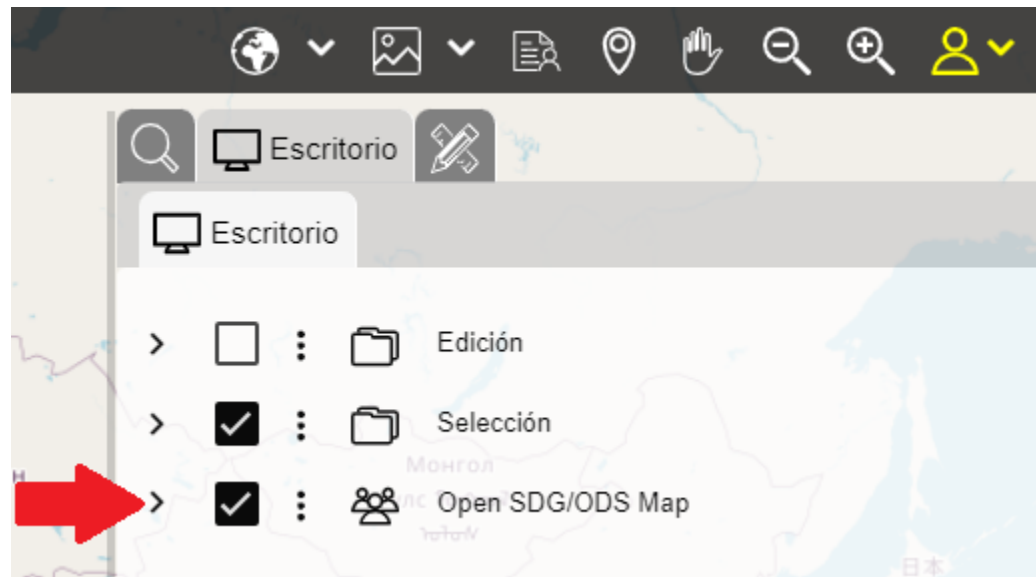 Escritorio
Escritorio
Edición
Selección
Монгол
Open SDG/ODS Map
日本